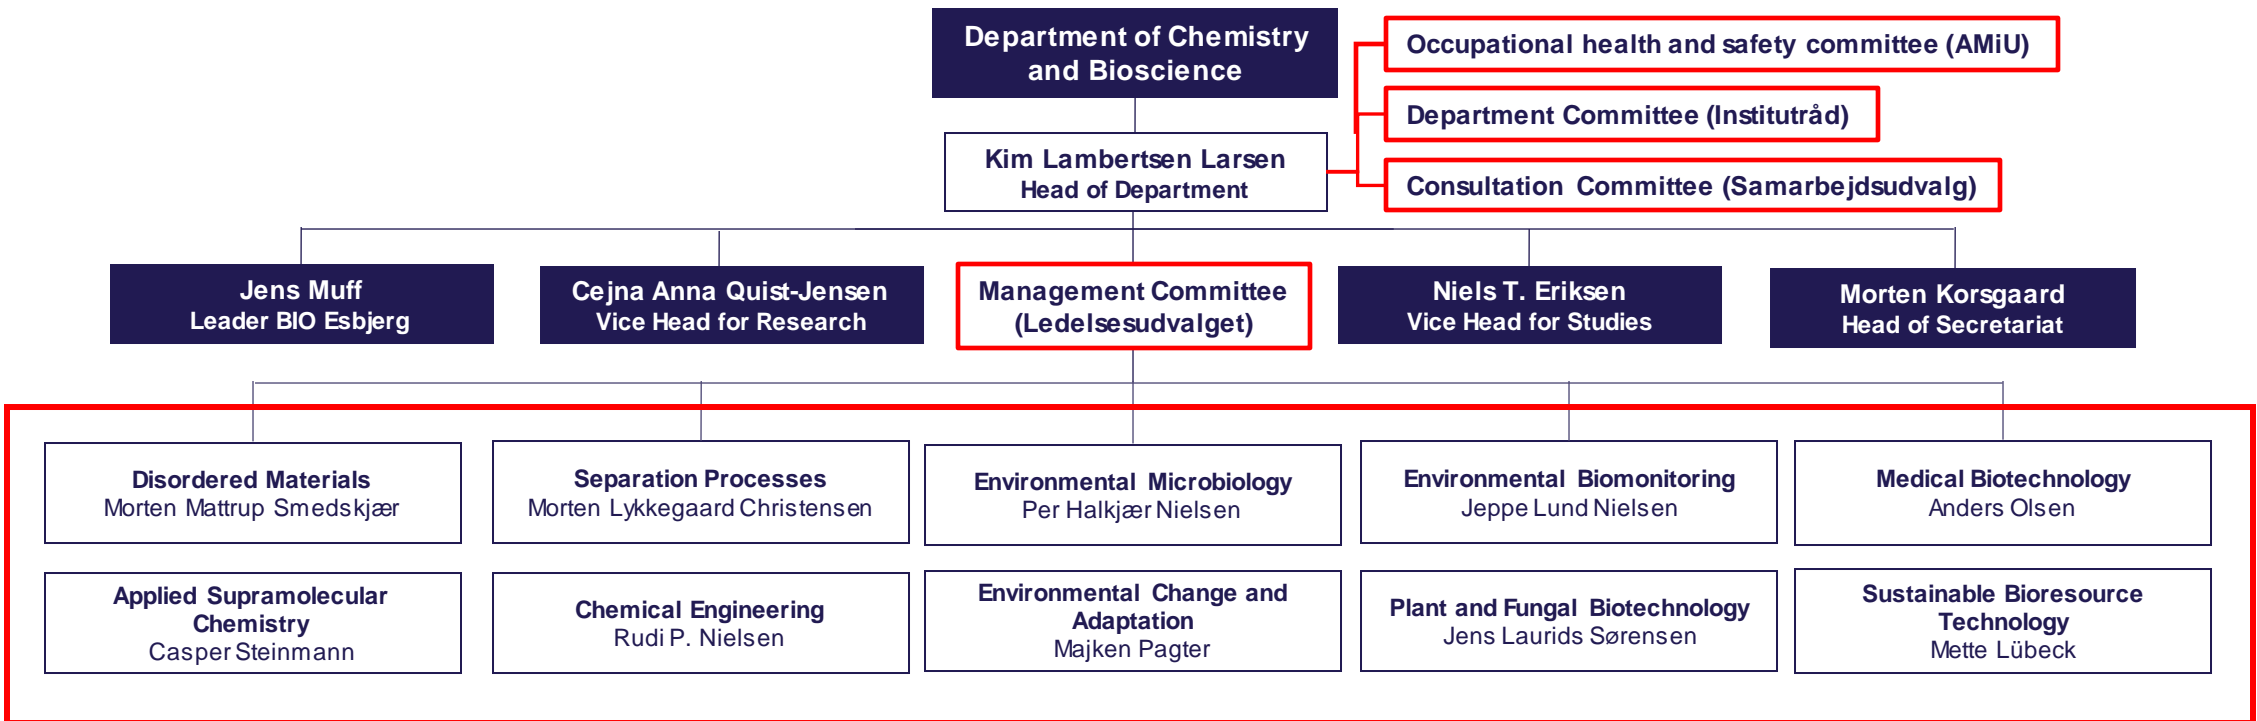 Department of Chemistry
and Bioscience
Occupational health and safety committee (AMiU)
Department Committee (Institutråd)
Consultation Committee (Samarbejdsudvalg)
Kim Lambertsen Larsen
Head of Department
Jens Muff
Leader BIO Esbjerg
Cejna Anna Quist-Jensen
Vice Head for Research
Management Committee
(Ledelsesudvalget)
Niels T. Eriksen
Vice Head for Studies
Morten Korsgaard
Head of Secretariat
Disordered Materials
Morten Mattrup Smedskjær
Separation Processes
Morten Lykkegaard Christensen
Environmental Microbiology
Per Halkjær Nielsen
Environmental Biomonitoring
Jeppe Lund Nielsen
Medical Biotechnology
Anders Olsen
Applied Supramolecular
Chemistry
Casper Steinmann
Chemical Engineering
Rudi P. Nielsen
Environmental Change and
Adaptation
Majken Pagter
Plant and Fungal Biotechnology
Jens Laurids Sørensen
Sustainable Bioresource
Technology
Mette Lübeck